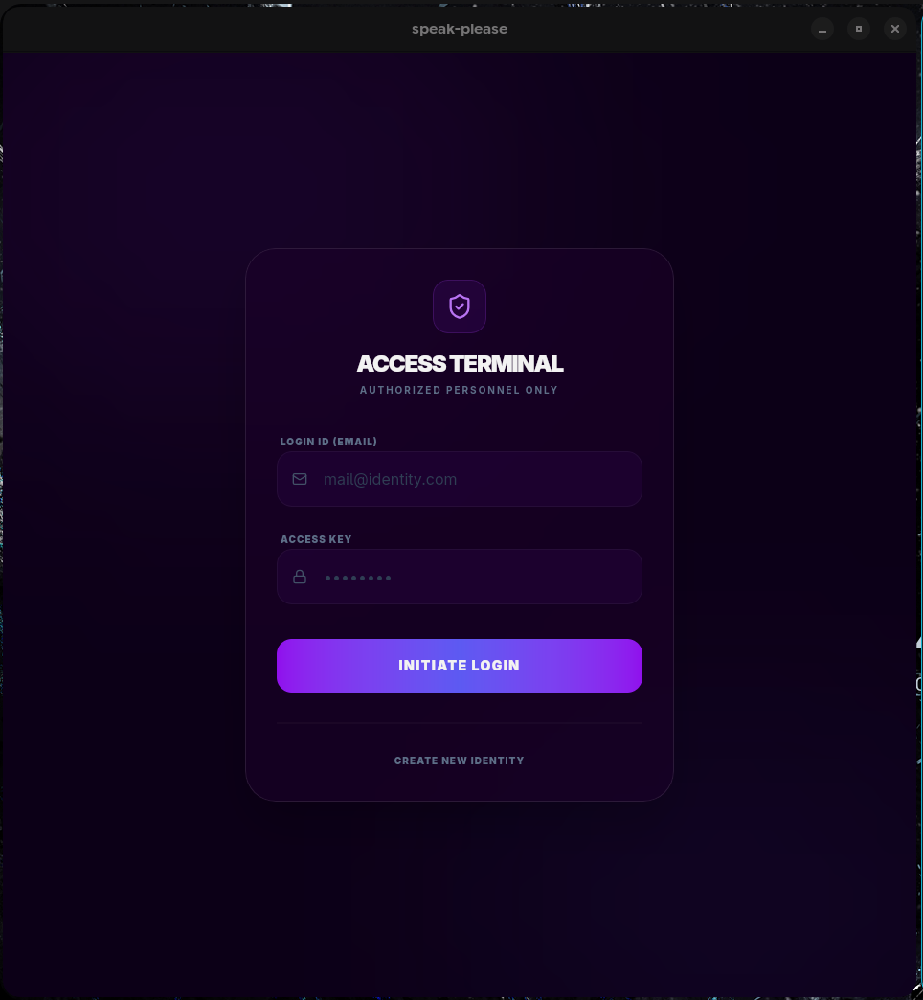 speak-please
ACCESS TERMINAL
AUTHORIZED PERSONNEL ONLY
LOGIN ID (EMAIL)
mail@identity.com
ACCESS KEY
••••••••
INITIATE LOGIN
CREATE NEW IDENTITY